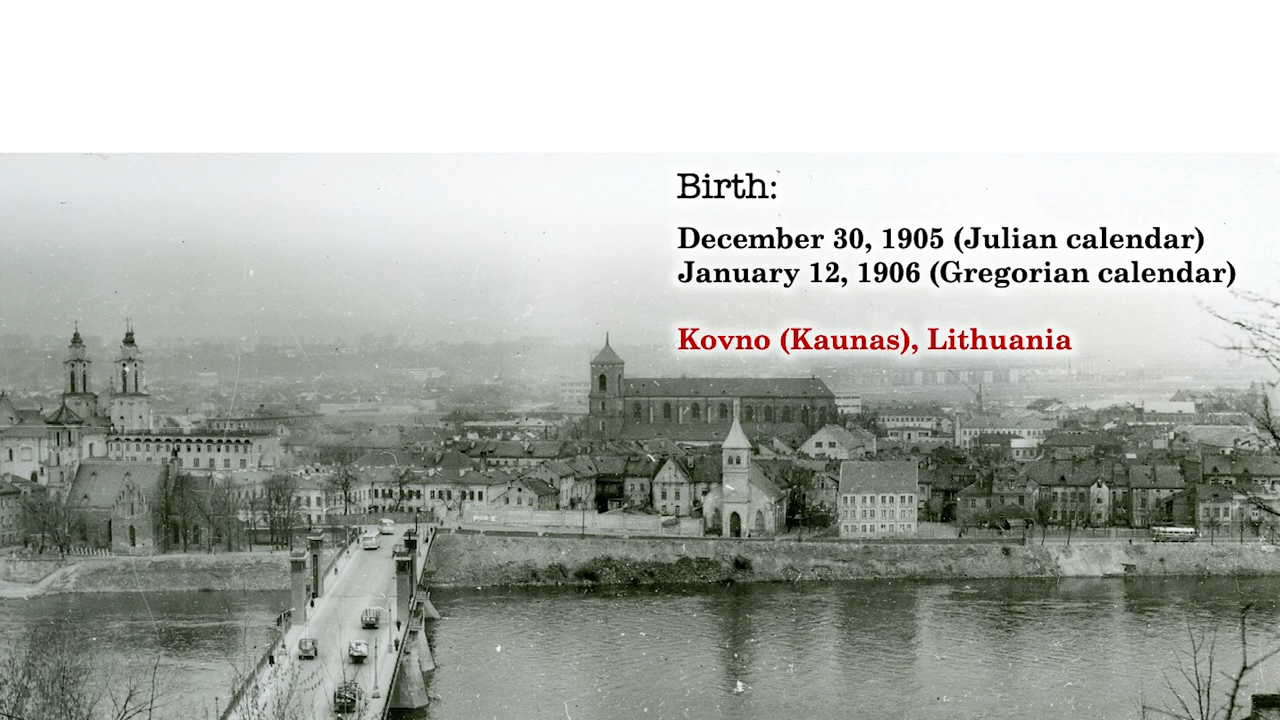 Birth:
December 30, 1905 (Julian calendar)
January 12, 1906 (Gregorian calendar)
Kovno (Kaunas), Lithuania